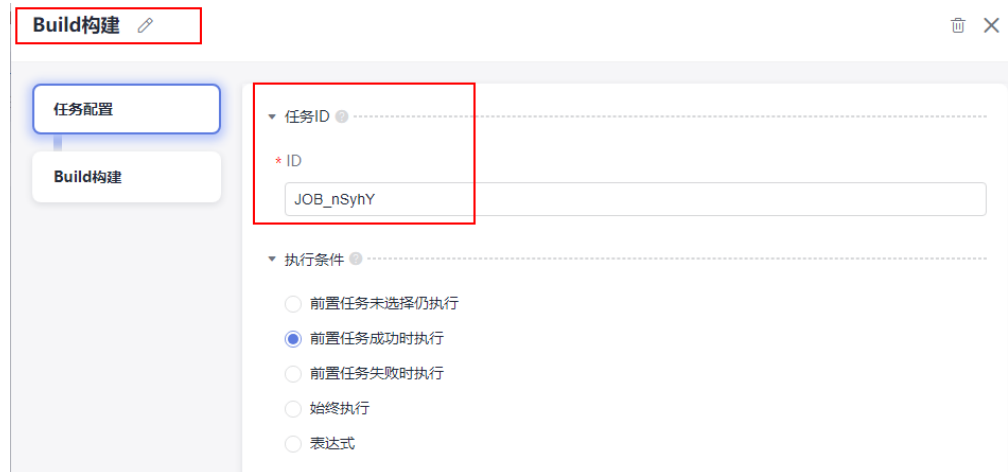 Build构建
任务配置
Build构建
任务ID
* ID
JOB_nSyhY
执行条件
前置任务未选择仍执行
前置任务成功时执行
前置任务失败时执行
始终执行
表达式